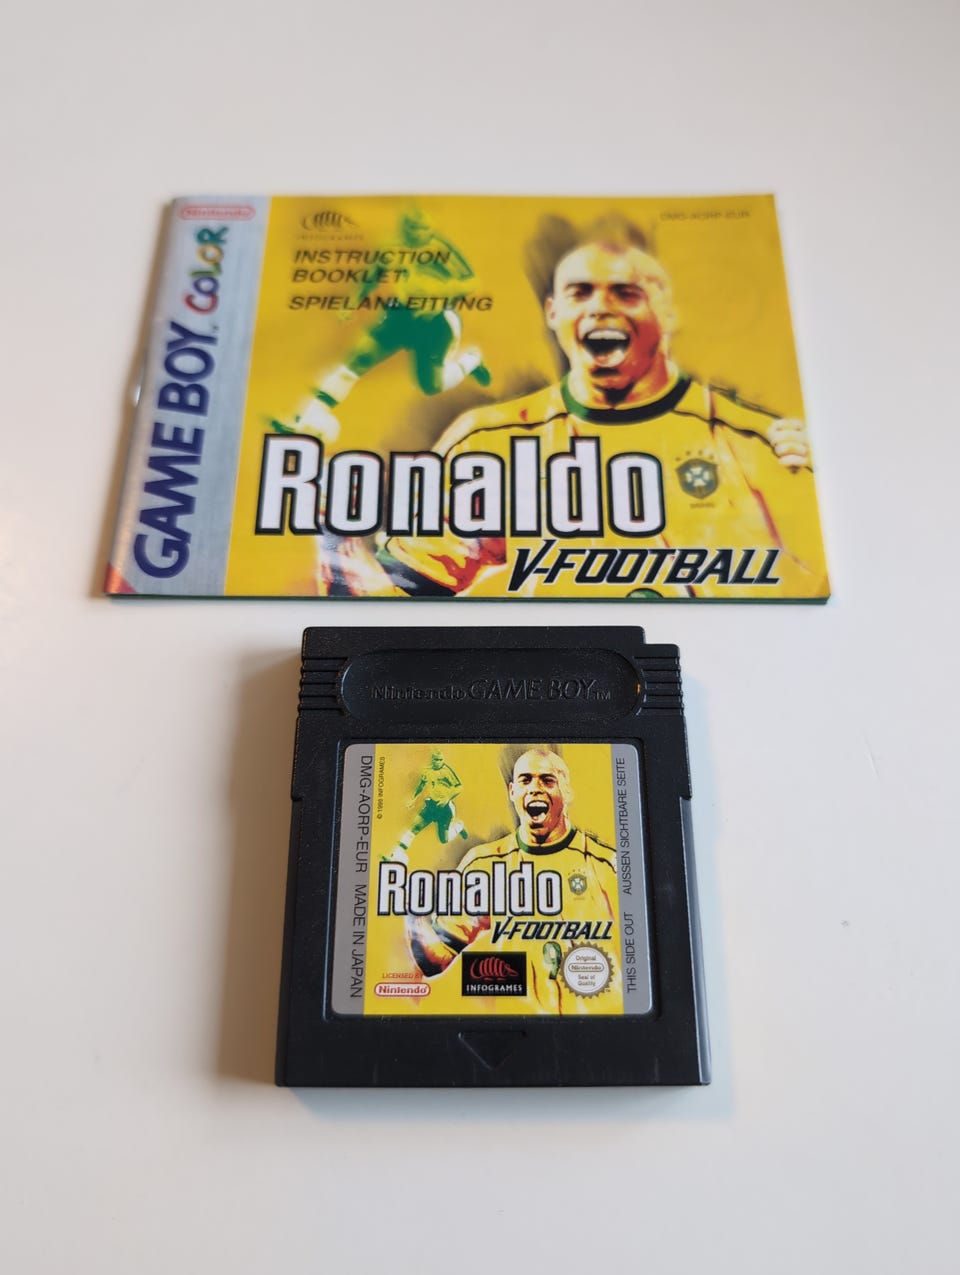 Nintendo
GAME BOY COLOR
INFOGRAMES
INSTRUCTION
BOOKLET
SPIELANLEITUNG
DMG-AORP-EUR
Ronaldo
V-FOOTBALL
Nintendo GAME BOY TM
DMG-AORP-EUR MADE IN JAPAN
Ronaldo
V-FOOTBALL
LICENSED BY
Nintendo
INFOGRAMES
Original
Nintendo
Seal of
Quality
THIS SIDE OUT AUSSEN SICHTBARE SEITE